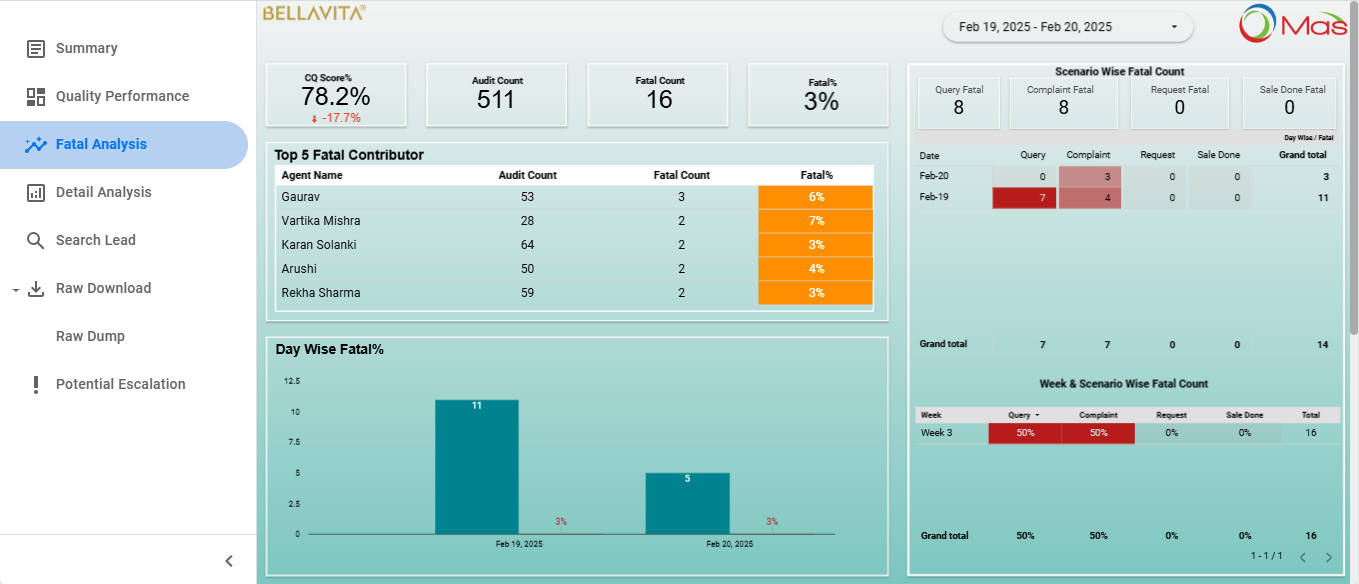 Summary
Quality Performance
Fatal Analysis
Detail Analysis
Search Lead
Raw Download
Raw Dump
Potential Escalation
BELLAVITA®
Feb 19, 2025 - Feb 20, 2025
Mas
CQ Score%
78.2%
-17.7%
Audit Count
511
Fatal Count
16
Fatal%
3%
Top 5 Fatal Contributor
Agent Name Audit Count Fatal Count Fatal%
Gaurav 53 3 6%
Vartika Mishra 28 2 7%
Karan Solanki 64 2 3%
Arushi 50 2 4%
Rekha Sharma 59 2 3%
Day Wise Fatal%
12.5
10
7.5
5
2.5
0
11
3%
5
3%
Feb 19, 2025 Feb 20, 2025
Scenario Wise Fatal Count
Query Fatal
8
Complaint Fatal
8
Request Fatal
0
Sale Done Fatal
0
Day Wise / Fatal
Date Query Complaint Request Sale Done Grand total
Feb-20 0 3 0 0 3
Feb-19 7 4 0 0 11
Grand total 7 7 0 0 14
Week & Scenario Wise Fatal Count
Week Query Complaint Request Sale Done Total
Week 3 50% 50% 0% 0% 16
Grand total 50% 50% 0% 0% 16
1 - 1 / 1